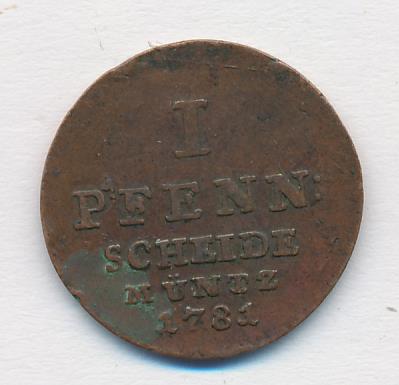 I
PFENN:
SCHEIDE
MÜNTZ
1781